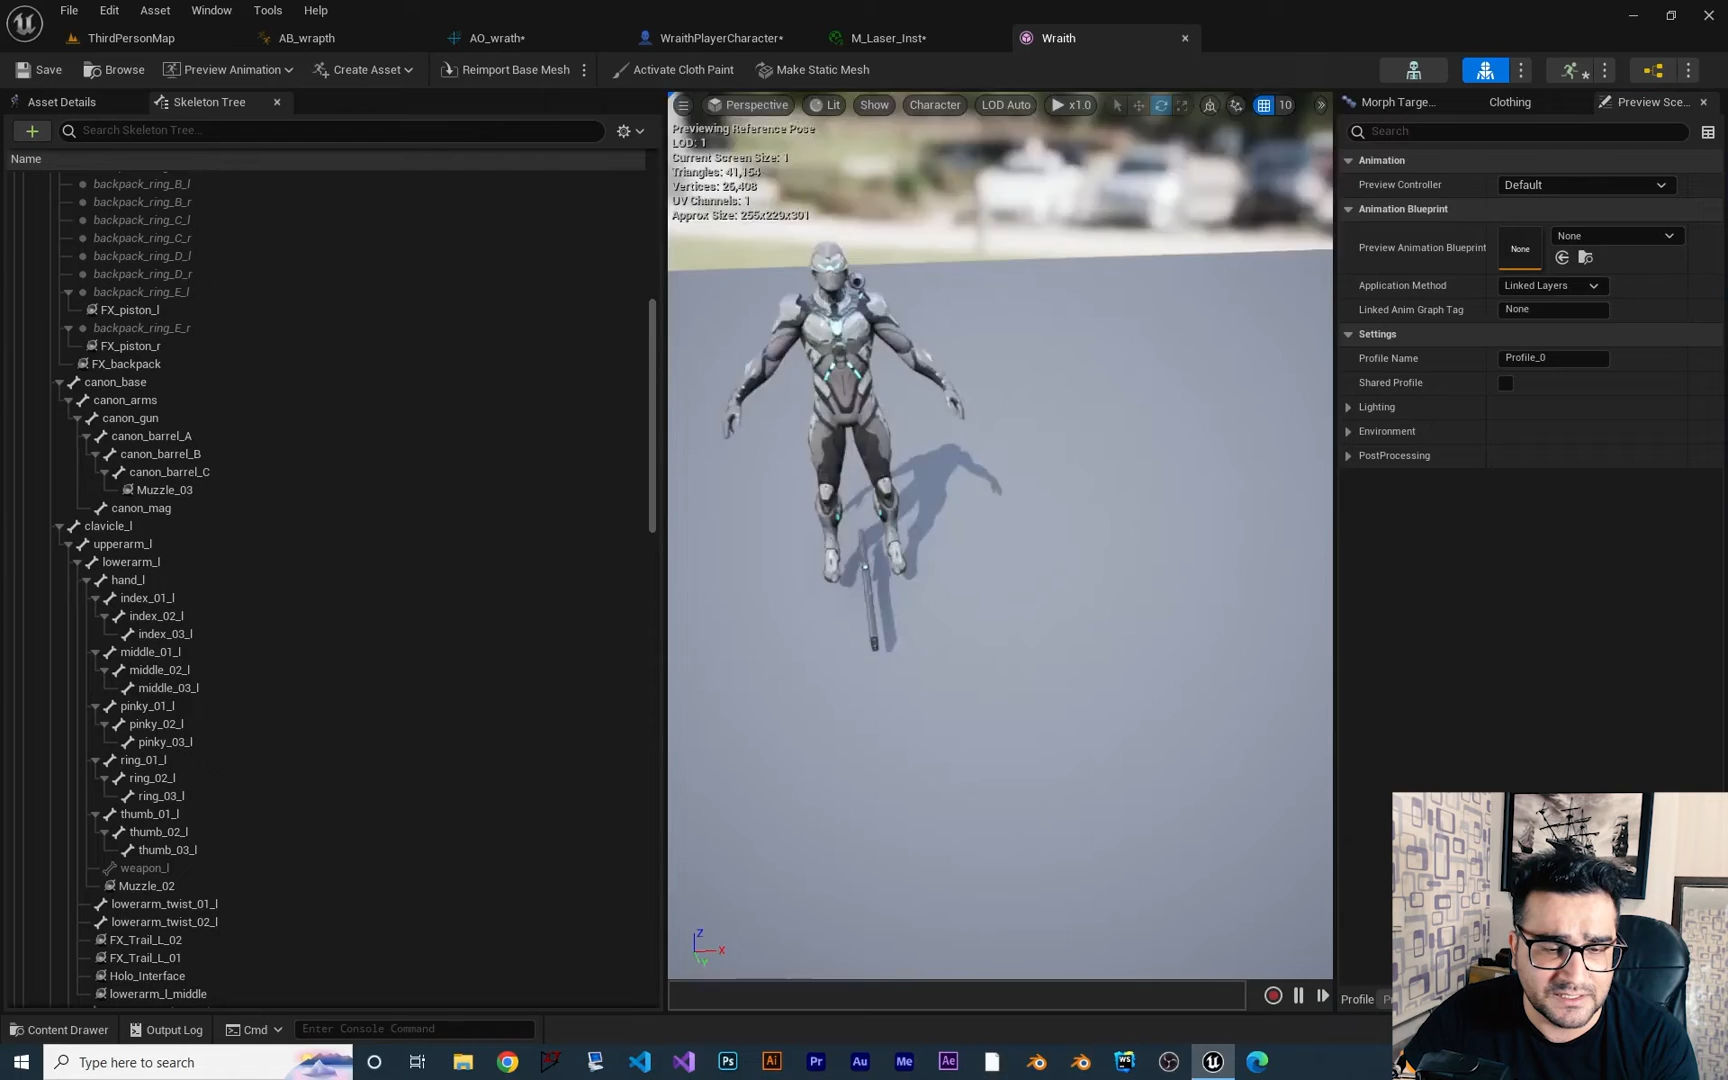 File Edit Asset Window Tools Help
ThirdPersonMap AB_wrapth AO_wrath* WraithPlayerCharacter* M_Laser_Inst* Wraith
Save Browse Preview Animation Create Asset Reimport Base Mesh Activate Cloth Paint Make Static Mesh
Asset Details Skeleton Tree
Search Skeleton Tree...
Name
backpack_ring_B_l
backpack_ring_B_r
backpack_ring_C_l
backpack_ring_C_r
backpack_ring_D_l
backpack_ring_D_r
backpack_ring_E_l
FX_piston_l
backpack_ring_E_r
FX_piston_r
FX_backpack
canon_base
canon_arms
canon_gun
canon_barrel_A
canon_barrel_B
canon_barrel_C
Muzzle_03
canon_mag
clavicle_l
upperarm_l
lowerarm_l
hand_l
index_01_l
index_02_l
index_03_l
middle_01_l
middle_02_l
middle_03_l
pinky_01_l
pinky_02_l
pinky_03_l
ring_01_l
ring_02_l
ring_03_l
thumb_01_l
thumb_02_l
thumb_03_l
weapon_l
Muzzle_02
lowerarm_twist_01_l
lowerarm_twist_02_l
FX_Trail_L_02
FX_Trail_L_01
Holo_Interface
lowerarm_l_middle
Perspective Lit Show Character LOD Auto x1.0 10
Previewing Reference Pose
LOD: 1
Current Screen Size: 1
Triangles: 41,154
Vertices: 26,408
UV Channels: 1
Approx Size: 255x229x301
Z
X
Y
Morph Targe... Clothing Preview Sce...
Search
Animation
Preview Controller Default
Animation Blueprint
Preview Animation Blueprint None None
Application Method Linked Layers
Linked Anim Graph Tag None
Settings
Profile Name Profile_0
Shared Profile
Lighting
Environment
PostProcessing
Profile
Content Drawer Output Log Cmd Enter Console Command
Type here to search
Ps Ai Pr Au Me Ae WS